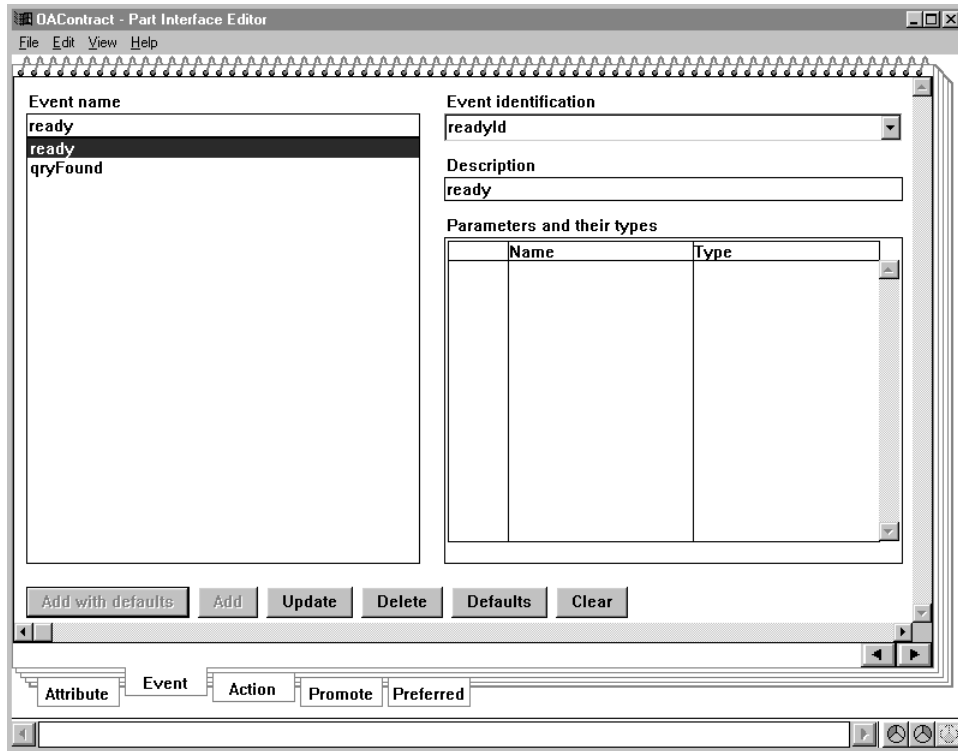 OAContract - Part Interface Editor
File Edit View Help
Event name
ready
ready
qryFound
Event identification
readyId
Description
ready
Parameters and their types
Name Type
Add with defaults Add Update Delete Defaults Clear
Attribute Event Action Promote Preferred